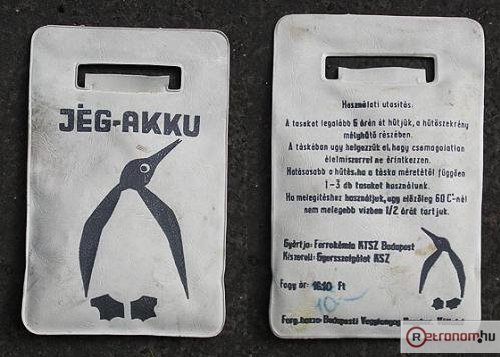 JÉG-AKKU
Használati utasítás:
A tasakot legalább 5 órán át hűtjük, a hűtőszekrény
mélyhűtő részében.
A táskában úgy helyezzük el, hogy csomagolatlan
élelmiszerrel ne érintkezzen.
Hatásosabb a hűtés, ha a táska méretétől függően
1-3 db tasakot használunk.
Ha melegítéshez használjuk, úgy előzőleg 60 C°-nál
nem melegebb vízben 1/2 órát tartjuk.
Gyártja: Ferrokémia KTSZ Budapest
Kiszereli: Gyorsszolgálat KSZ
Fogy. ár: 16.10 Ft
10.-
Forg. hozza: Budapesti Vegyianyag
Retronom.hu